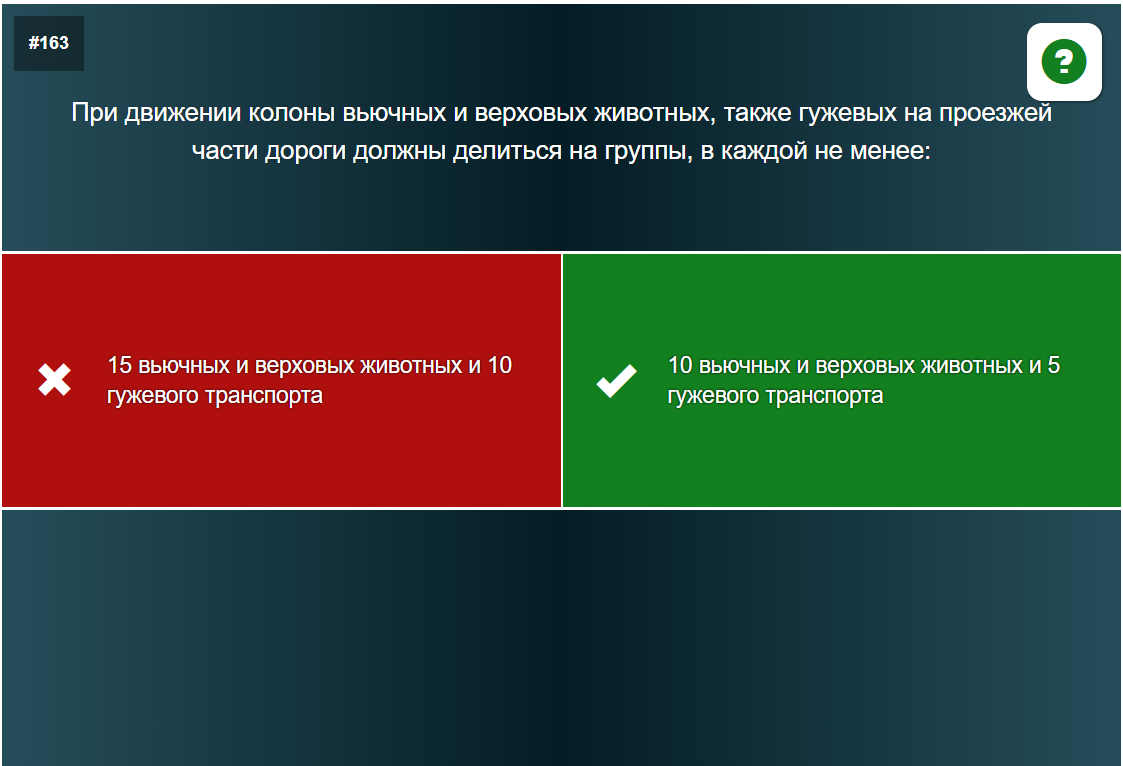 #163
?
При движении колоны вьючных и верховых животных, также гужевых на проезжей
части дороги должны делиться на группы, в каждой не менее:
15 вьючных и верховых животных и 10
гужевого транспорта
10 вьючных и верховых животных и 5
гужевого транспорта